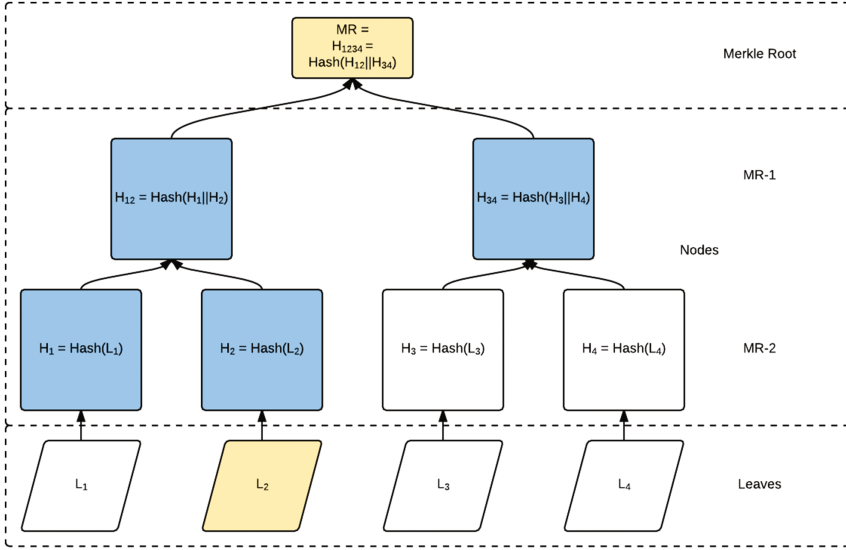 MR =
H₁₂₃₄ =
Hash(H₁₂||H₃₄)
Merkle Root
H₁₂ = Hash(H₁||H₂)
H₃₄ = Hash(H₃||H₄)
MR-1
Nodes
H₁ = Hash(L₁)
H₂ = Hash(L₂)
H₃ = Hash(L₃)
H₄ = Hash(L₄)
MR-2
L₁
L₂
L₃
L₄
Leaves